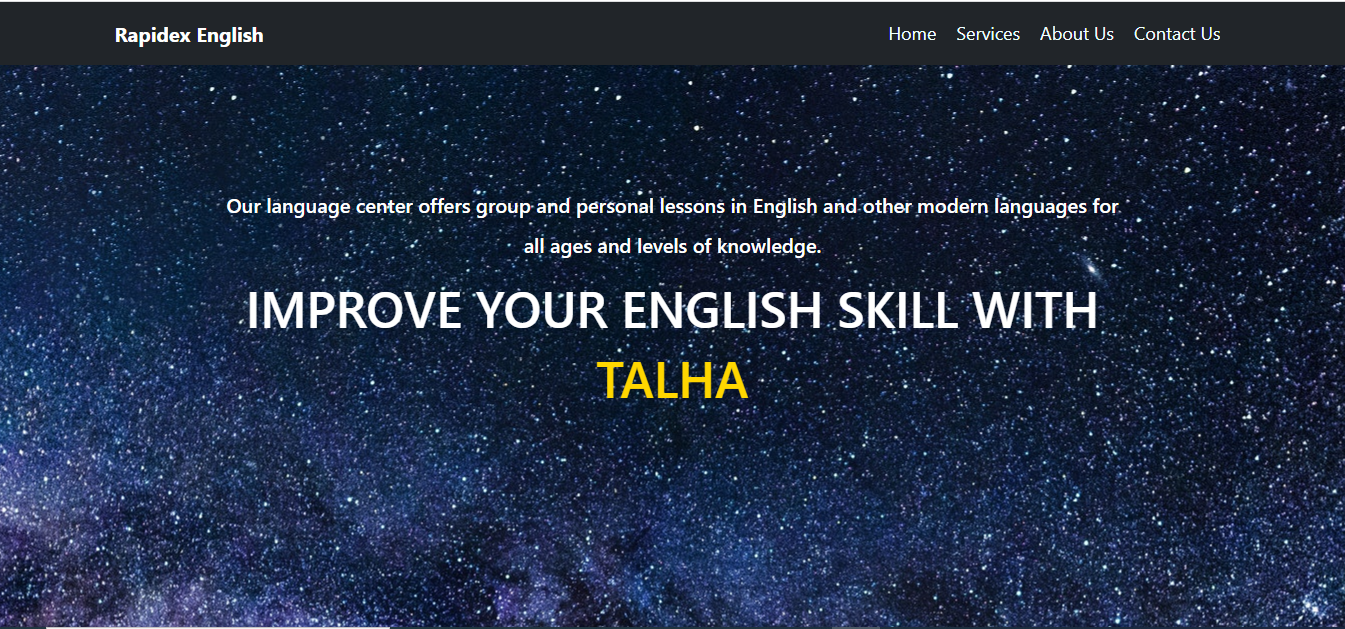 Rapidex English
Home Services About Us Contact Us
Our language center offers group and personal lessons in English and other modern languages for
all ages and levels of knowledge.
IMPROVE YOUR ENGLISH SKILL WITH
TALHA